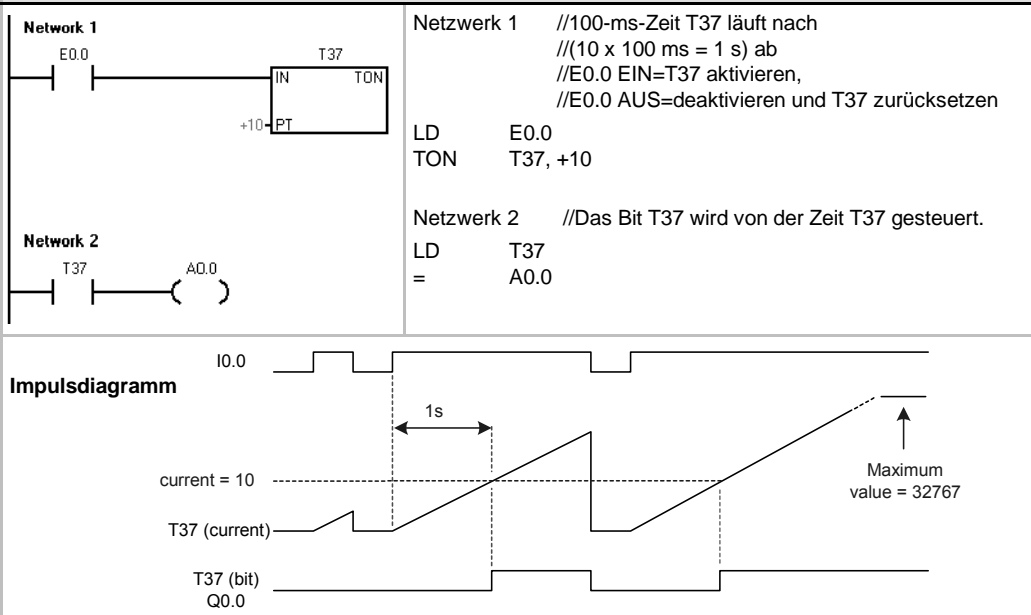 Network 1
E0.0
T37
IN TON
+10 PT
Network 2
T37 A0.0
Netzwerk 1 //100-ms-Zeit T37 läuft nach
//(10 x 100 ms = 1 s) ab
//E0.0 EIN=T37 aktivieren,
//E0.0 AUS=deaktivieren und T37 zurücksetzen
LD E0.0
TON T37, +10
Netzwerk 2 //Das Bit T37 wird von der Zeit T37 gesteuert.
LD T37
= A0.0
Impulsdiagramm
I0.0
1s
current = 10
Maximum
value = 32767
T37 (current)
T37 (bit)
Q0.0